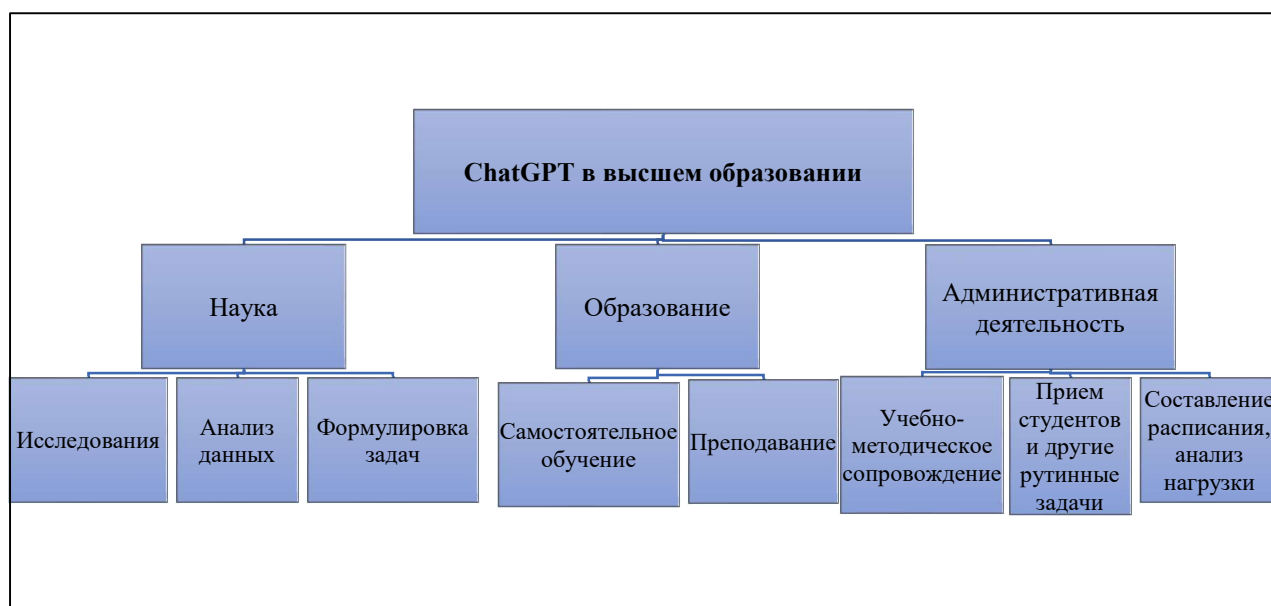 ChatGPT в высшем образовании
Наука
Образование
Административная
деятельность
Исследования
Анализ
данных
Формулировка
задач
Самостоятельное
обучение
Преподавание
Учебно-
методическое
сопровождение
Прием
студентов
и другие
рутинные
задачи
Составление
расписания,
анализ
нагрузки